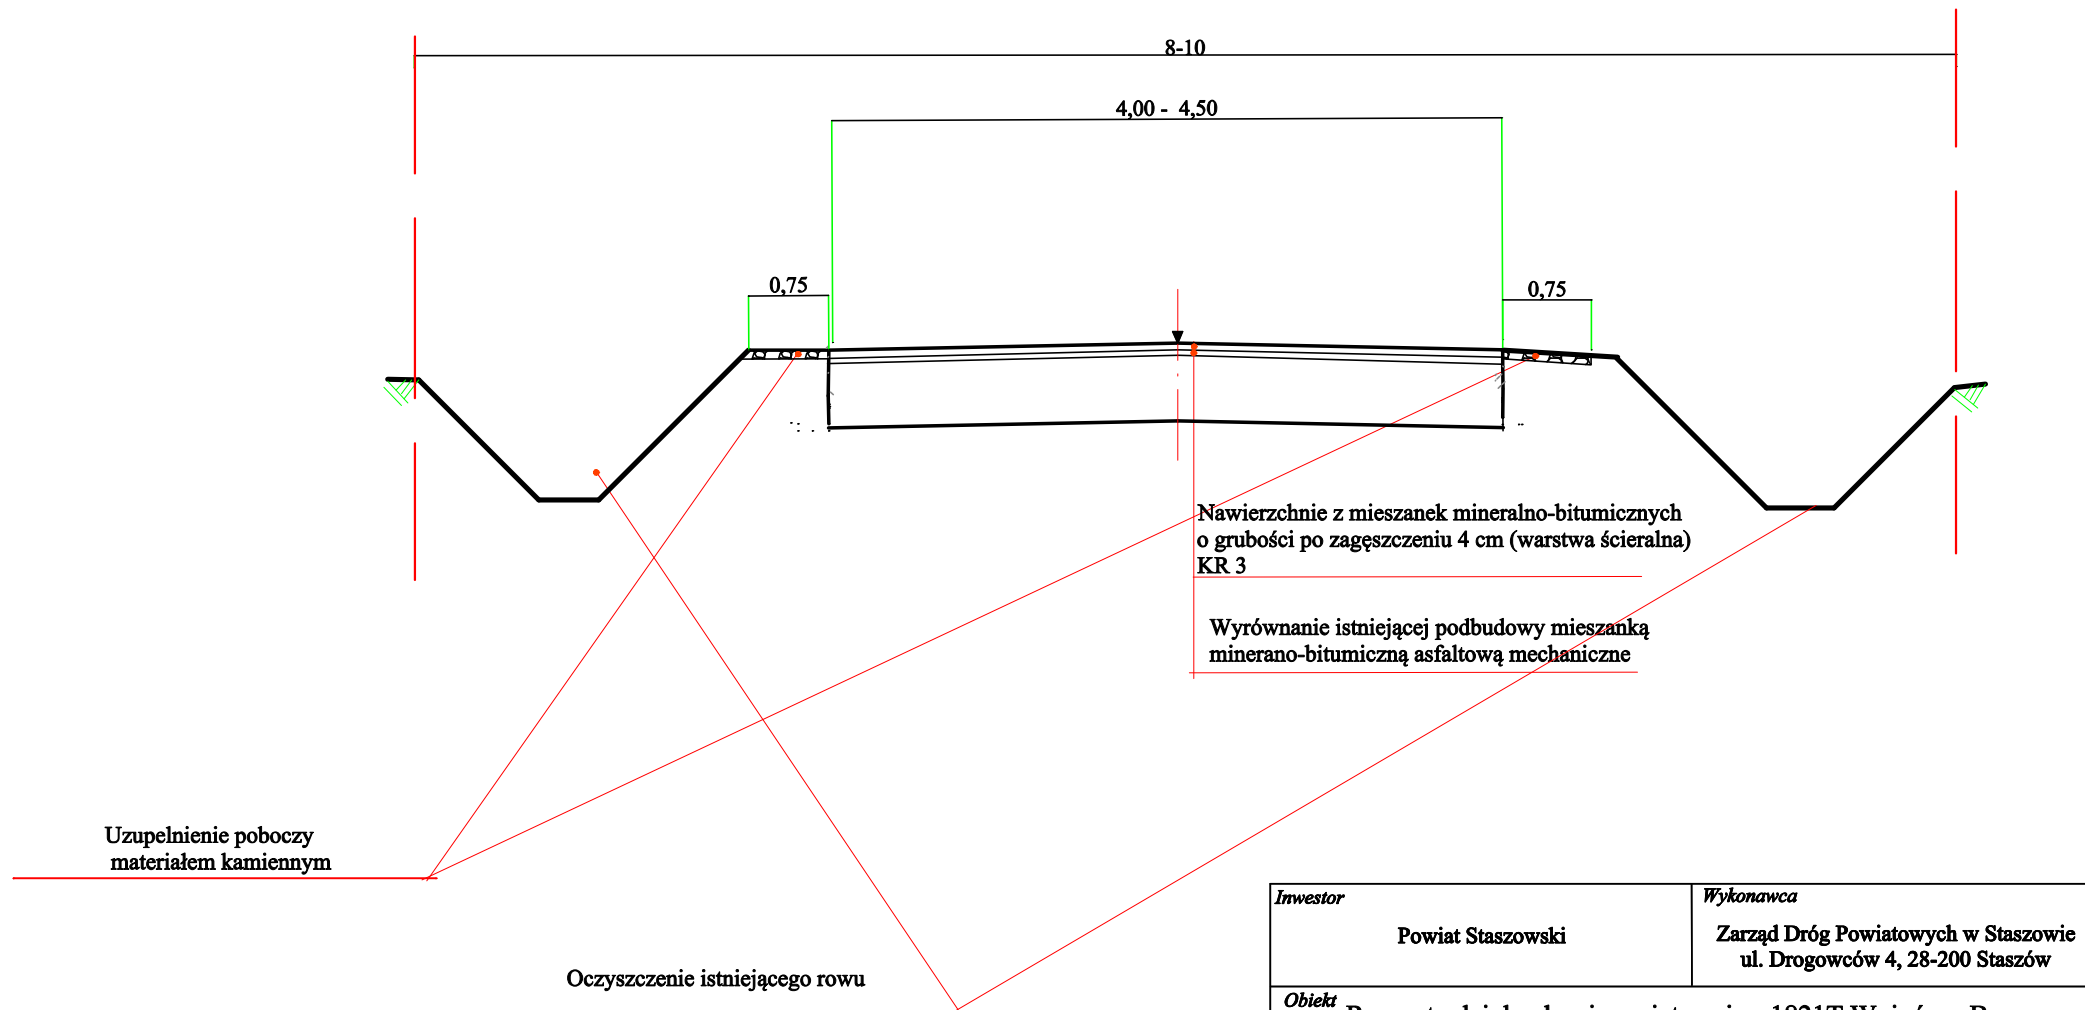 8-10
4,00 - 4,50
0,75
0,75
Nawierzchnie z mieszanek mineralno-bitumicznych
o grubości po zagęszczeniu 4 cm (warstwa ścieralna)
KR 3
Wyrównanie istniejącej podbudowy mieszanką
minerano-bitumiczną asfaltową mechaniczne
Uzupelnienie poboczy
materiałem kamiennym
Oczyszczenie istniejącego rowu
Inwestor
Powiat Staszowski
Wykonawca
Zarząd Dróg Powiatowych w Staszowie
ul. Drogowców 4, 28-200 Staszów
Obiekt